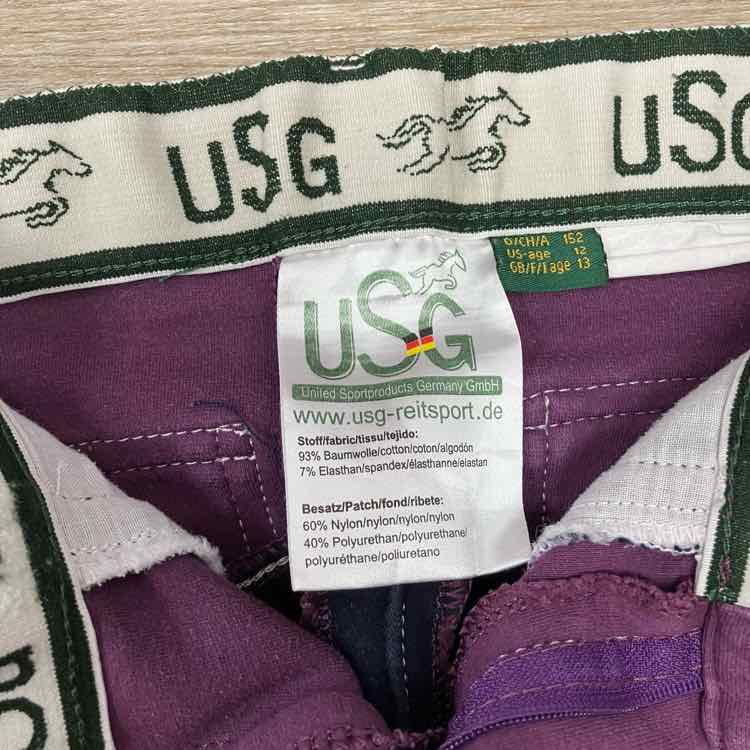 USG USG
D/CH/A 152
US-age 12
GB/F/I age 13
USG
United Sportproducts Germany GmbH
www.usg-reitsport.de
Stoff/fabric/tissu/tejido:
93% Baumwolle/cotton/coton/algodón
7% Elasthan/spandex/élasthanne/elastan
Besatz/Patch/fond/ribete:
60% Nylon/nylon/nylon/nylon
40% Polyurethan/polyurethane/
polyuréthane/poliuretano